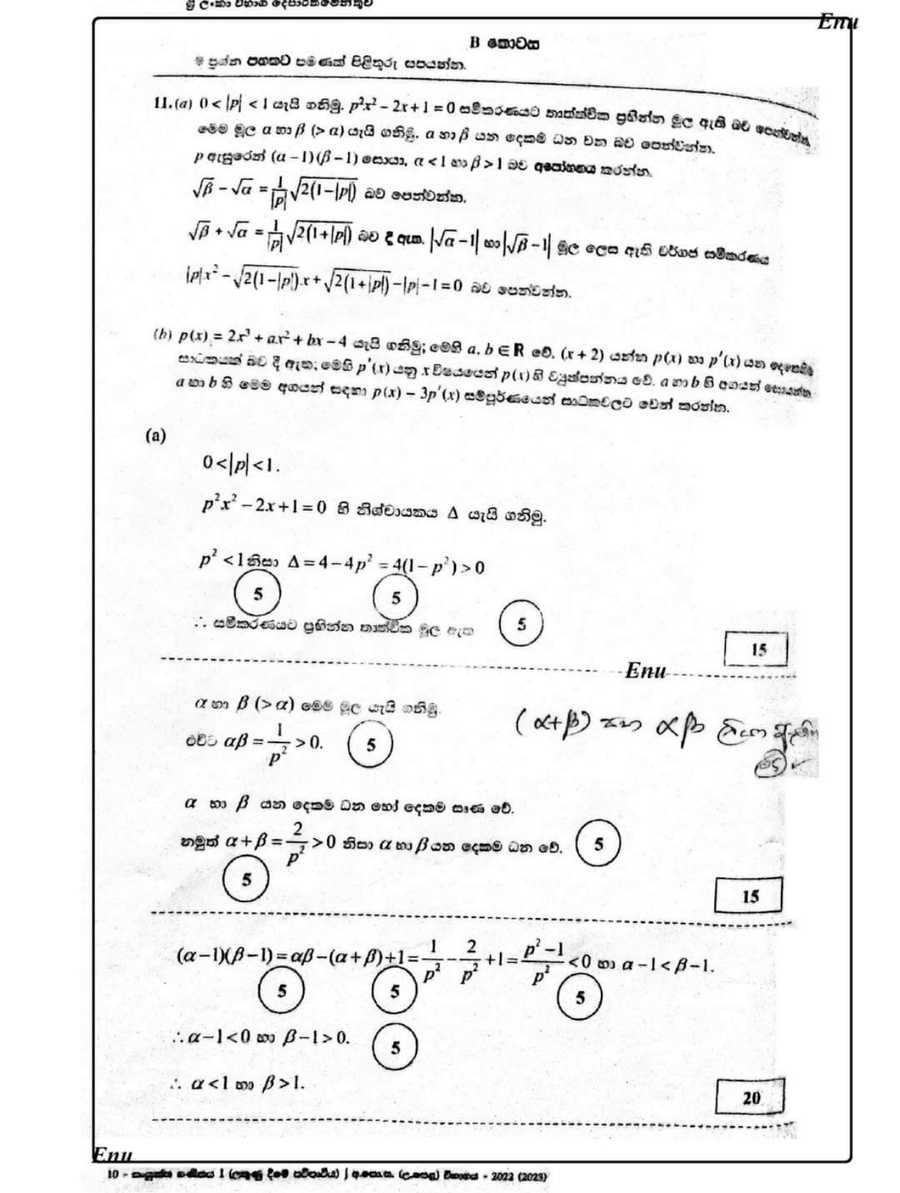 ශ්‍රී ලංකා විභාග දෙපාර්තමේන්තුව
Enu
B කොටස
* ප්‍රශ්න පහකට පමණක් පිළිතුරු සපයන්න.
11.(a) 0 < |p| < 1 යැයි ගනිමු. p²x² − 2x + 1 = 0 සමීකරණයට තාත්ත්වික ප්‍රභින්න මූල ඇති බව පෙන්වන්න.
මෙම මූල α හා β (> α) යැයි ගනිමු. α හා β යන දෙකම ධන වන බව පෙන්වන්න.
p ඇසුරෙන් (α − 1)(β − 1) සොයා, α < 1 හා β > 1 බව අපෝහනය කරන්න.
√β − √α = 1/|p| √(2(1−|p|)) බව පෙන්වන්න.
√β + √α = 1/|p| √(2(1+|p|)) බව දී ඇත. |√α − 1| හා |√β − 1| මූල ලෙස ඇති වර්ගජ සමීකරණය
|p|x² − √(2(1−|p|)) x + √(2(1+|p|)) − |p| − 1 = 0 බව පෙන්වන්න.
(b) p(x) = 2x³ + ax² + bx − 4 යැයි ගනිමු; මෙහි a, b ∈ R වේ. (x + 2) යන්න p(x) හා p′(x) යන දෙකෙහිම
සාධකයක් බව දී ඇත; මෙහි p′(x) යනු x විෂයයෙන් p(x) හි ව්‍යුත්පන්නය වේ. a හා b හි අගයන් සොයන්න.
a හා b හි මෙම අගයන් සඳහා p(x) − 3p′(x) සම්පූර්ණයෙන් සාධකවලට වෙන් කරන්න.
(a)
0<|p|<1.
p²x² − 2x + 1 = 0 හි නිශ්චායකය Δ යැයි ගනිමු.
p² < 1 නිසා Δ = 4 − 4p² = 4(1 − p²) > 0
5 5
∴ සමීකරණයට ප්‍රභින්න තාත්වික මූල ඇත 5
15
Enu
α හා β (> α) මෙම මූල යැයි ගනිමු.
(α+β) හා αβ
එවිට αβ = 1/p² > 0. 5
α හා β යන දෙකම ධන හෝ දෙකම සෘණ වේ.
නමුත් α + β = 2/p² > 0 නිසා α හා β යන දෙකම ධන වේ. 5
5
15
(α−1)(β−1) = αβ − (α+β) + 1 = 1/p² − 2/p² + 1 = (p²−1)/p² < 0 හා α − 1 < β − 1.
5 5 5
∴ α − 1 < 0 හා β − 1 > 0. 5
∴ α < 1 හා β > 1.
20
Enu
10 - සංයුක්ත ගණිතය I (ලකුණු දීමේ පටිපාටිය) | අ.පො.ස. (උ.පෙළ) විභාගය - 2022 (2023)